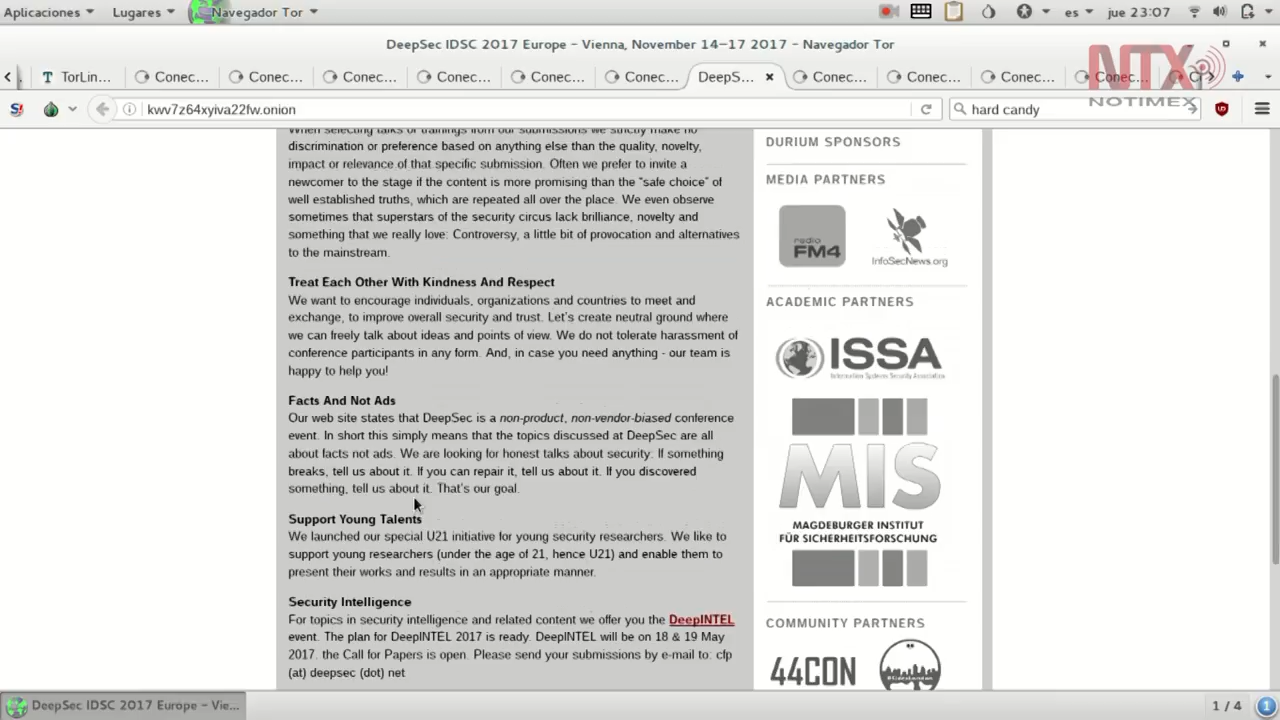 Aplicaciones Lugares Navegador Tor es jue 23:07
DeepSec IDSC 2017 Europe – Vienna, November 14–17 2017 – Navegador Tor
TorLin... Conec... Conec... Conec... Conec... Conec... Conec... DeepS... Conec... Conec... Conec... Conec...
NTX
NOTIMEX
kwv7z64xyiva22fw.onion
hard candy
When selecting talks or trainings from our submissions we strictly make no
discrimination or preference based on anything else than the quality, novelty,
impact or relevance of that specific submission. Often we prefer to invite a
newcomer to the stage if the content is more promising than the "safe choice" of
well established truths, which are repeated all over the place. We even observe
sometimes that superstars of the security circus lack brilliance, novelty and
something that we really love: Controversy, a little bit of provocation and alternatives
to the mainstream.
Treat Each Other With Kindness And Respect
We want to encourage individuals, organizations and countries to meet and
exchange, to improve overall security and trust. Let's create neutral ground where
we can freely talk about ideas and points of view. We do not tolerate harassment of
conference participants in any form. And, in case you need anything - our team is
happy to help you!
Facts And Not Ads
Our web site states that DeepSec is a non-product, non-vendor-biased conference
event. In short this simply means that the topics discussed at DeepSec are all
about facts not ads. We are looking for honest talks about security: If something
breaks, tell us about it. If you can repair it, tell us about it. If you discovered
something, tell us about it. That's our goal.
Support Young Talents
We launched our special U21 initiative for young security researchers. We like to
support young researchers (under the age of 21, hence U21) and enable them to
present their works and results in an appropriate manner.
Security Intelligence
For topics in security intelligence and related content we offer you the DeepINTEL
event. The plan for DeepINTEL 2017 is ready. DeepINTEL will be on 18 & 19 May
2017. the Call for Papers is open. Please send your submissions by e-mail to: cfp
(at) deepsec (dot) net
DURIUM SPONSORS
MEDIA PARTNERS
radio
FM4
InfoSecNews.org
ACADEMIC PARTNERS
ISSA
Information Systems Security Association
MIS
MAGDEBURGER INSTITUT
FÜR SICHERHEITSFORSCHUNG
COMMUNITY PARTNERS
44CON
DeepSec IDSC 2017 Europe – Vie...
1 / 4
1